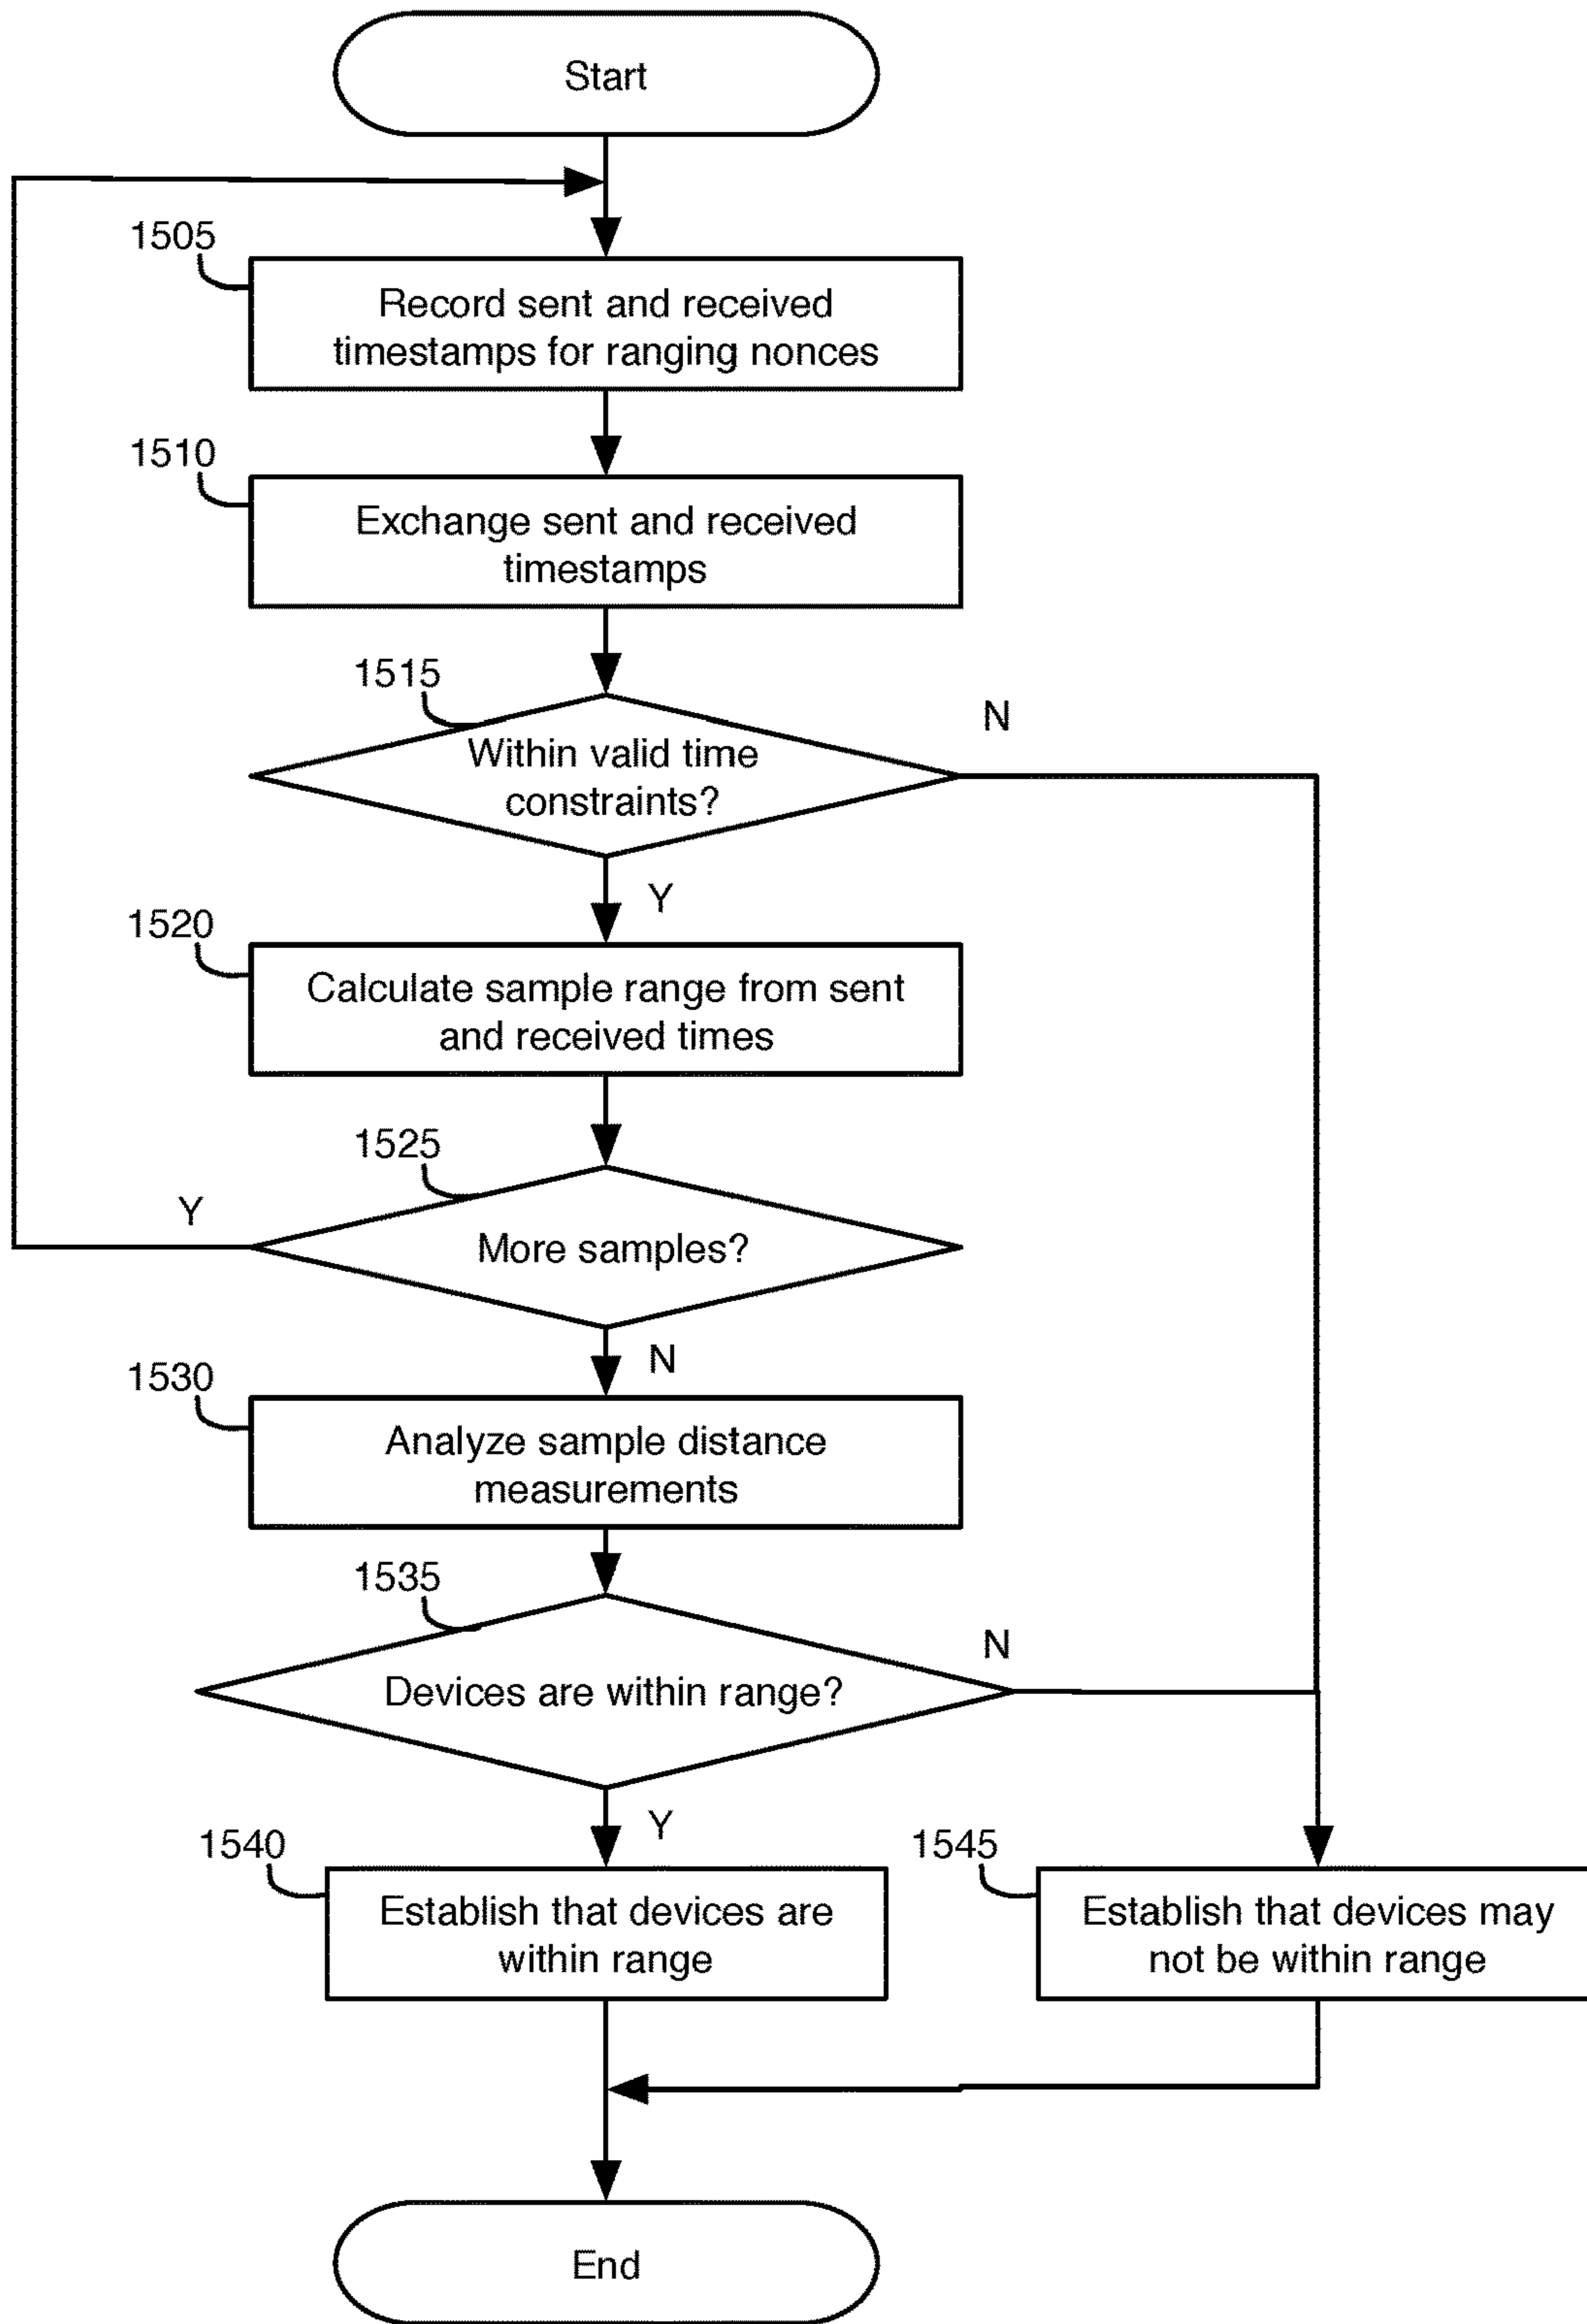 Start
1505
Record sent and received
timestamps for ranging nonces
1510
Exchange sent and received
timestamps
1515
N
Within valid time
constraints?
Y
1520
Calculate sample range from sent
and received times
1525
Y
More samples?
N
1530
Analyze sample distance
measurements
1535
N
Devices are within range?
Y
1540
Establish that devices are
within range
1545
Establish that devices may
not be within range
End